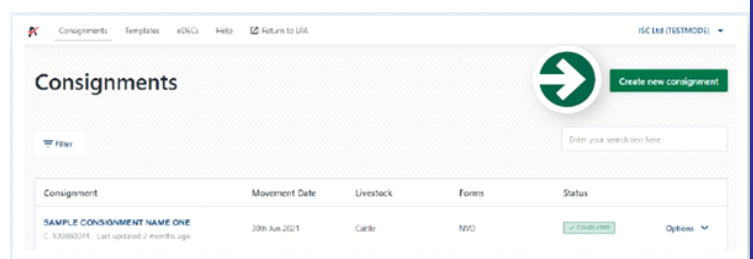 Consignments Templates eDECs Help Return to LPA ISC Ltd (TESTMODE)
Consignments
Create new consignment
Filter
Enter your search text here
Consignment Movement Date Livestock Forms Status
SAMPLE CONSIGNMENT NAME ONE 30th Jun 2021 Cattle NVD Options
Last updated 2 months ago